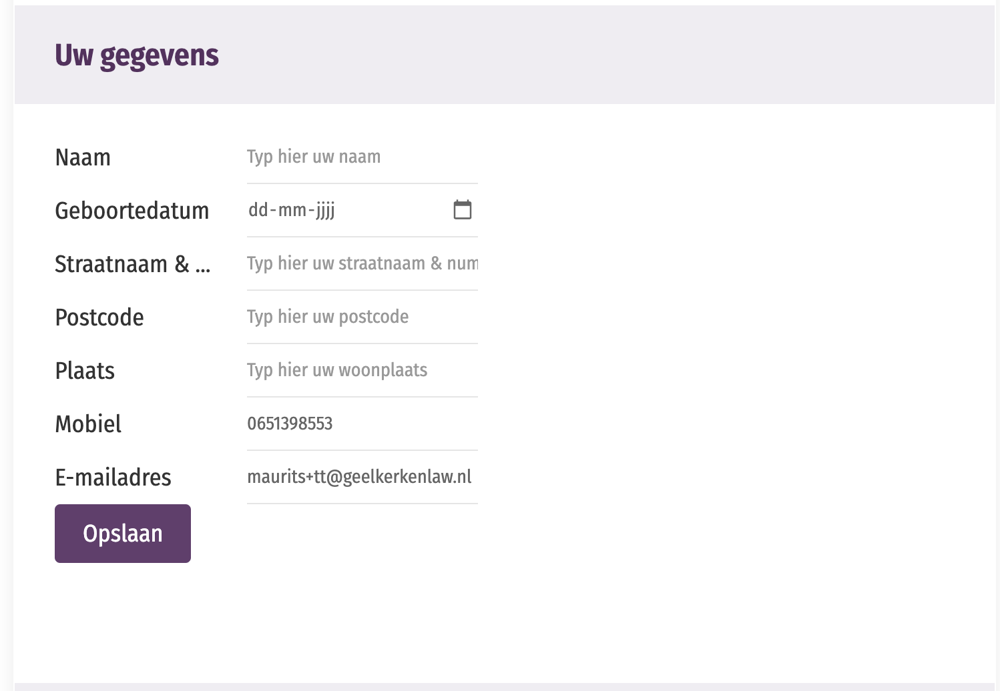 Uw gegevens
Naam
Typ hier uw naam
Geboortedatum
dd-mm-jjjj
Straatnaam & ...
Typ hier uw straatnaam & num
Postcode
Typ hier uw postcode
Plaats
Typ hier uw woonplaats
Mobiel
0651398553
E-mailadres
maurits+tt@geelkerkenlaw.nl
Opslaan